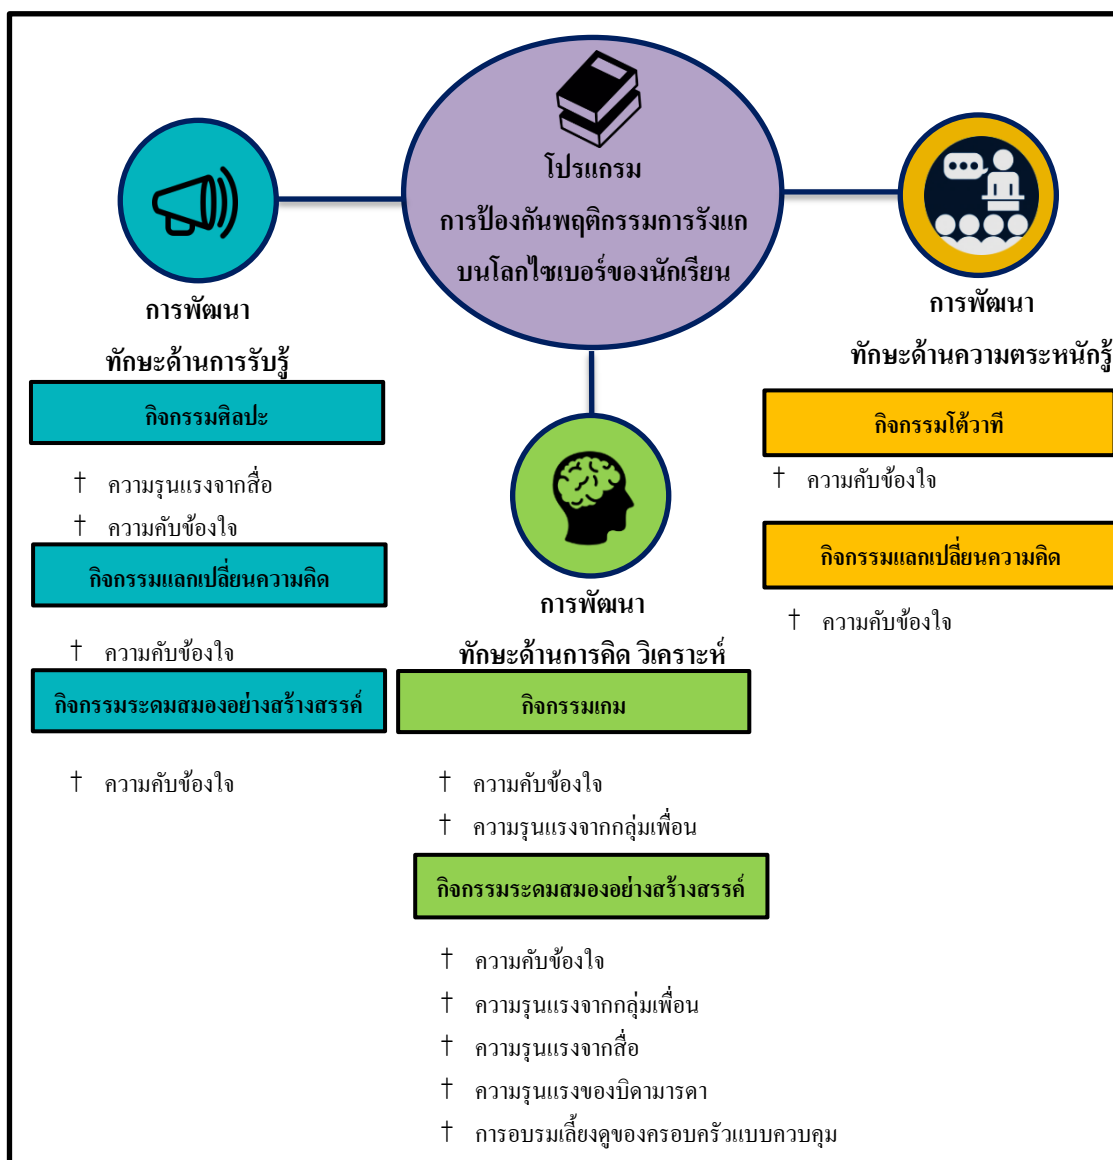 โปรแกรม
การป้องกันพฤติกรรมการรังแก
บนโลกไซเบอร์ของนักเรียน
การพัฒนา
ทักษะด้านการรับรู้
กิจกรรมศิลปะ
† ความรุนแรงจากสื่อ
† ความคับข้องใจ
กิจกรรมแลกเปลี่ยนความคิด
† ความคับข้องใจ
กิจกรรมระดมสมองอย่างสร้างสรรค์
† ความคับข้องใจ
การพัฒนา
ทักษะด้านการคิด วิเคราะห์
กิจกรรมเกม
† ความคับข้องใจ
† ความรุนแรงจากกลุ่มเพื่อน
กิจกรรมระดมสมองอย่างสร้างสรรค์
† ความคับข้องใจ
† ความรุนแรงจากกลุ่มเพื่อน
† ความรุนแรงจากสื่อ
† ความรุนแรงของบิดามารดา
† การอบรมเลี้ยงดูของครอบครัวแบบควบคุม
การพัฒนา
ทักษะด้านความตระหนักรู้
กิจกรรมโต้วาที
† ความคับข้องใจ
กิจกรรมแลกเปลี่ยนความคิด
† ความคับข้องใจ